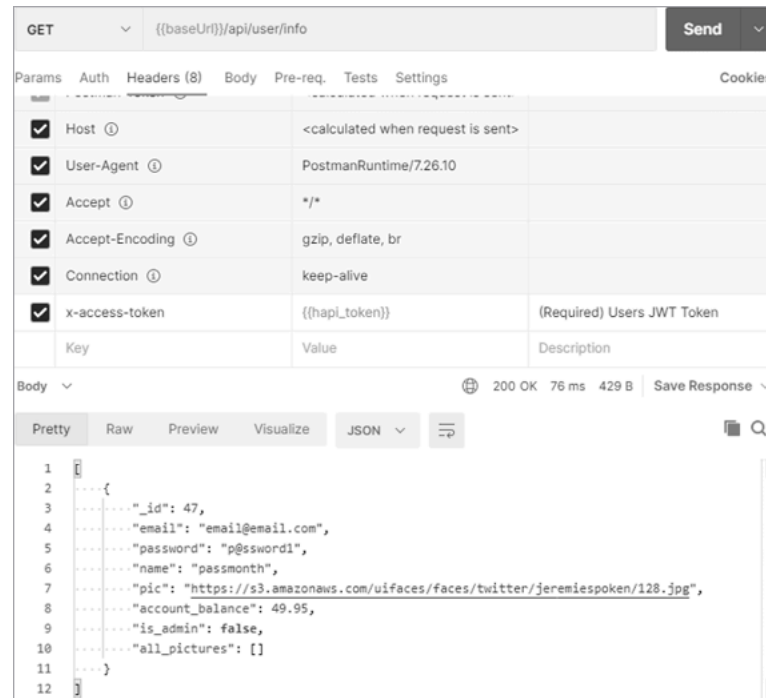 GET {{baseUrl}}/api/user/info Send
Params Auth Headers (8) Body Pre-req. Tests Settings Cookie
Host <calculated when request is sent>
User-Agent PostmanRuntime/7.26.10
Accept */*
Accept-Encoding gzip, deflate, br
Connection keep-alive
x-access-token {{hapi_token}} (Required) Users JWT Token
Key Value Description
Body 200 OK 76 ms 429 B Save Response
Pretty Raw Preview Visualize JSON
1 [
2 {
3 "_id": 47,
4 "email": "email@email.com",
5 "password": "p@ssword1",
6 "name": "passmonth",
7 "pic": "https://s3.amazonaws.com/uifaces/faces/twitter/jeremiespoken/128.jpg",
8 "account_balance": 49.95,
9 "is_admin": false,
10 "all_pictures": []
11 }
12 ]